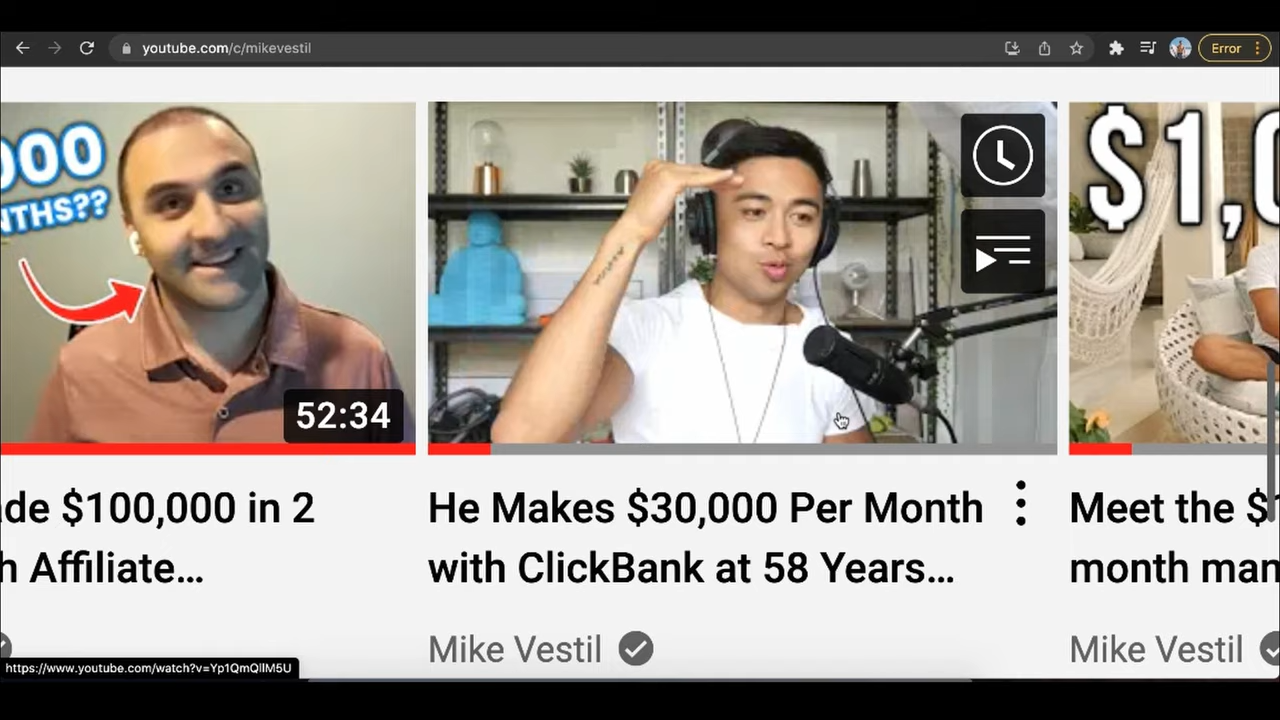 youtube.com/c/mikevestil
Error
000
NTHS??
52:34
$1,
de $100,000 in 2
h Affiliate...
He Makes $30,000 Per Month
with ClickBank at 58 Years...
Mike Vestil
Meet the $
month man
Mike Vestil
https://www.youtube.com/watch?v=Yp1QmQllM5U